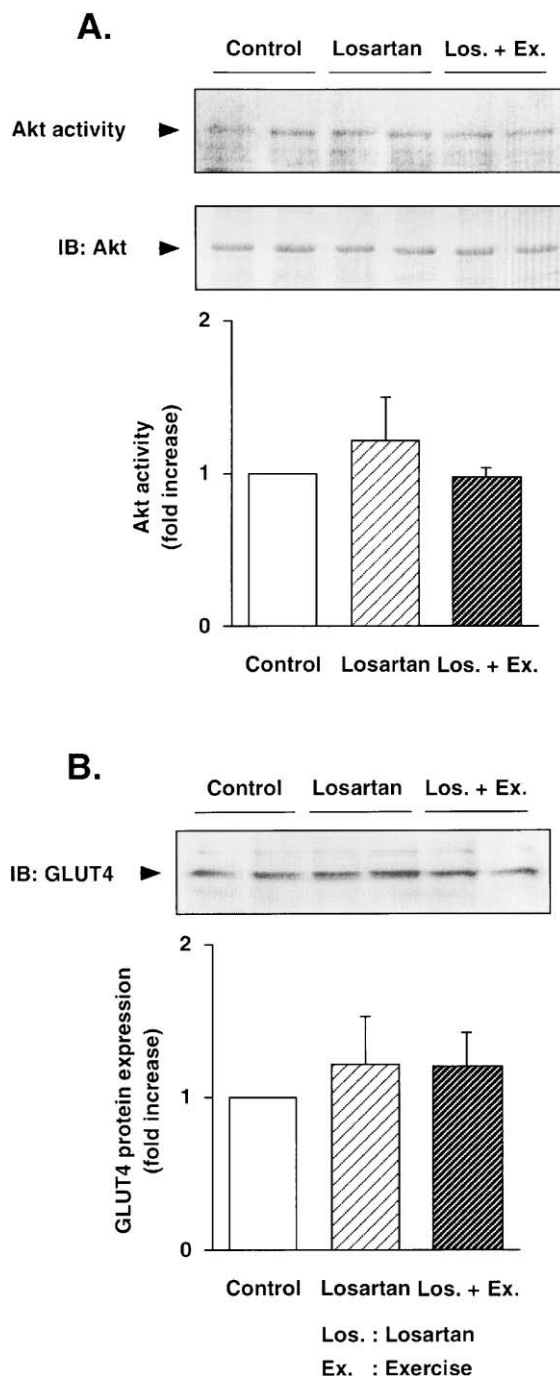 A.
Control Losartan Los. + Ex.
Akt activity
IB: Akt
2
1
0
Akt activity
(fold increase)
Control Losartan Los. + Ex.
B.
Control Losartan Los. + Ex.
IB: GLUT4
2
1
0
GLUT4 protein expression
(fold increase)
Control Losartan Los. + Ex.
Los. : Losartan
Ex. : Exercise